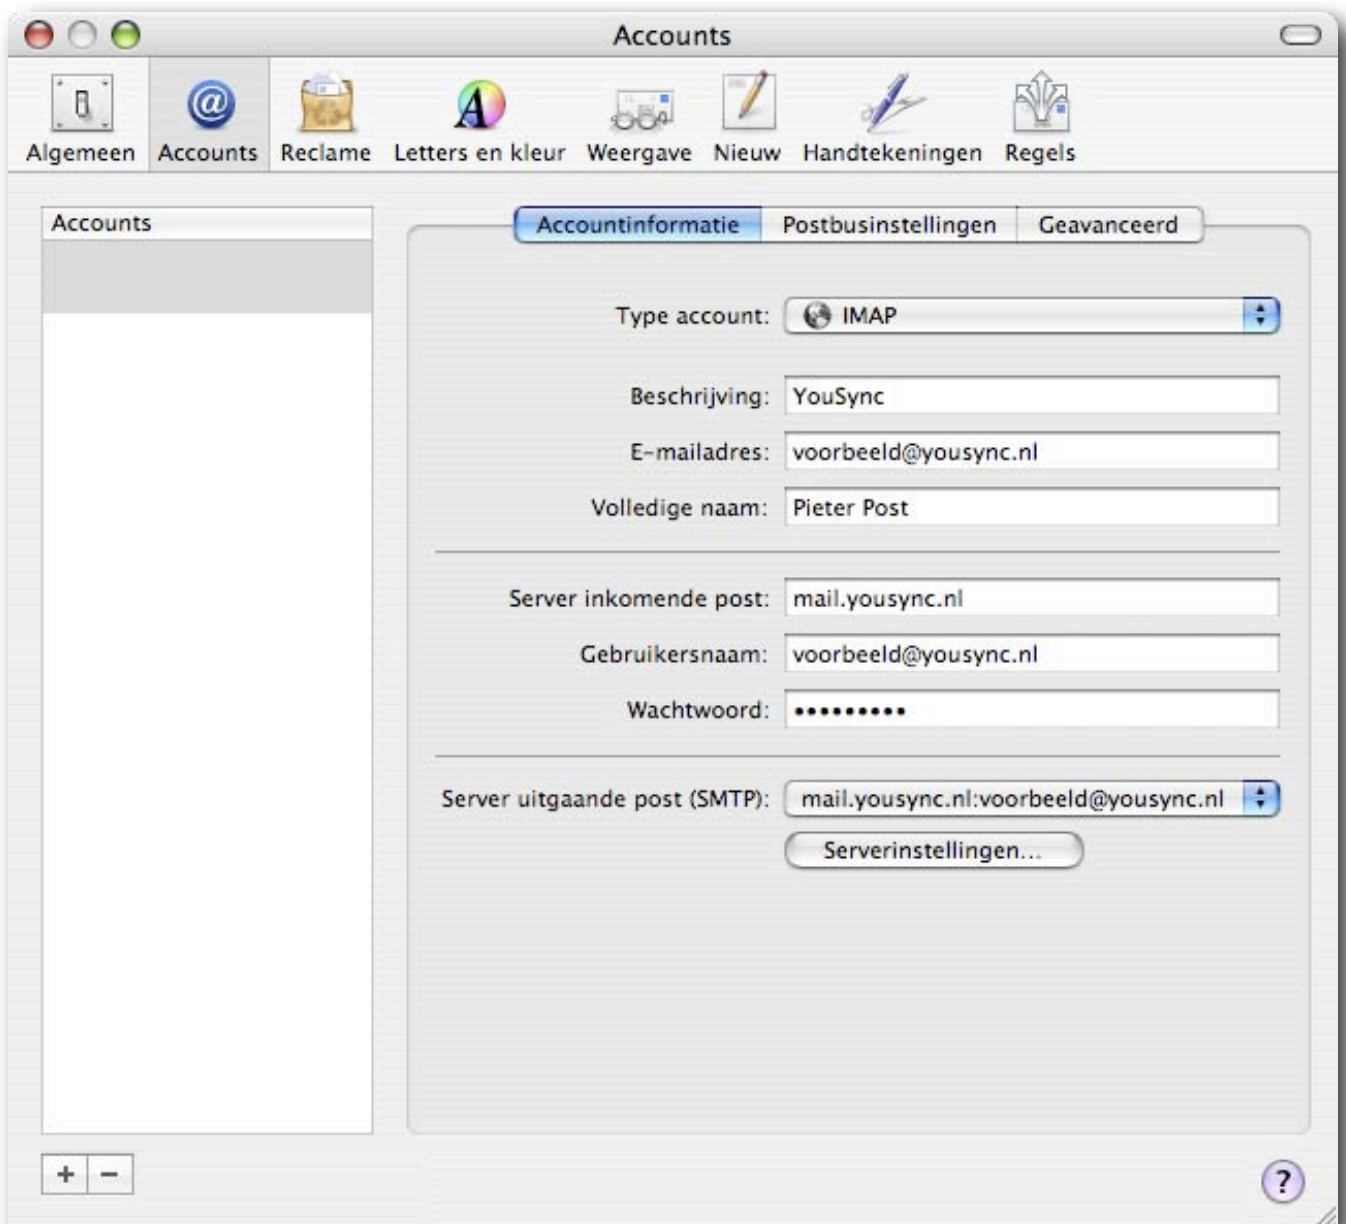 Accounts
Algemeen Accounts Reclame Letters en kleur Weergave Nieuw Handtekeningen Regels
Accounts
Accountinformatie Postbusinstellingen Geavanceerd
Type account: IMAP
Beschrijving: YouSync
E-mailadres: voorbeeld@yousync.nl
Volledige naam: Pieter Post
Server inkomende post: mail.yousync.nl
Gebruikersnaam: voorbeeld@yousync.nl
Wachtwoord: •••••••••
Server uitgaande post (SMTP): mail.yousync.nl:voorbeeld@yousync.nl
Serverinstellingen...
+ − ?